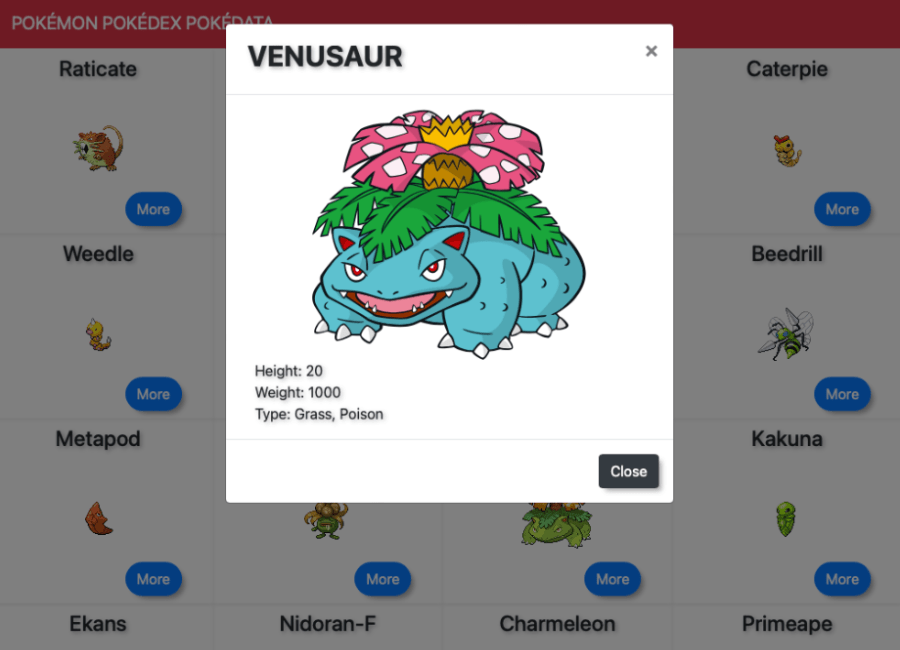 POKÉMON POKÉDEX POKÉDATA
VENUSAUR
×
Raticate
Caterpie
More
More
Weedle
Beedrill
More
More
Height: 20
Weight: 1000
Type: Grass, Poison
Metapod
Kakuna
Close
More
More
More
More
Ekans
Nidoran-F
Charmeleon
Primeape